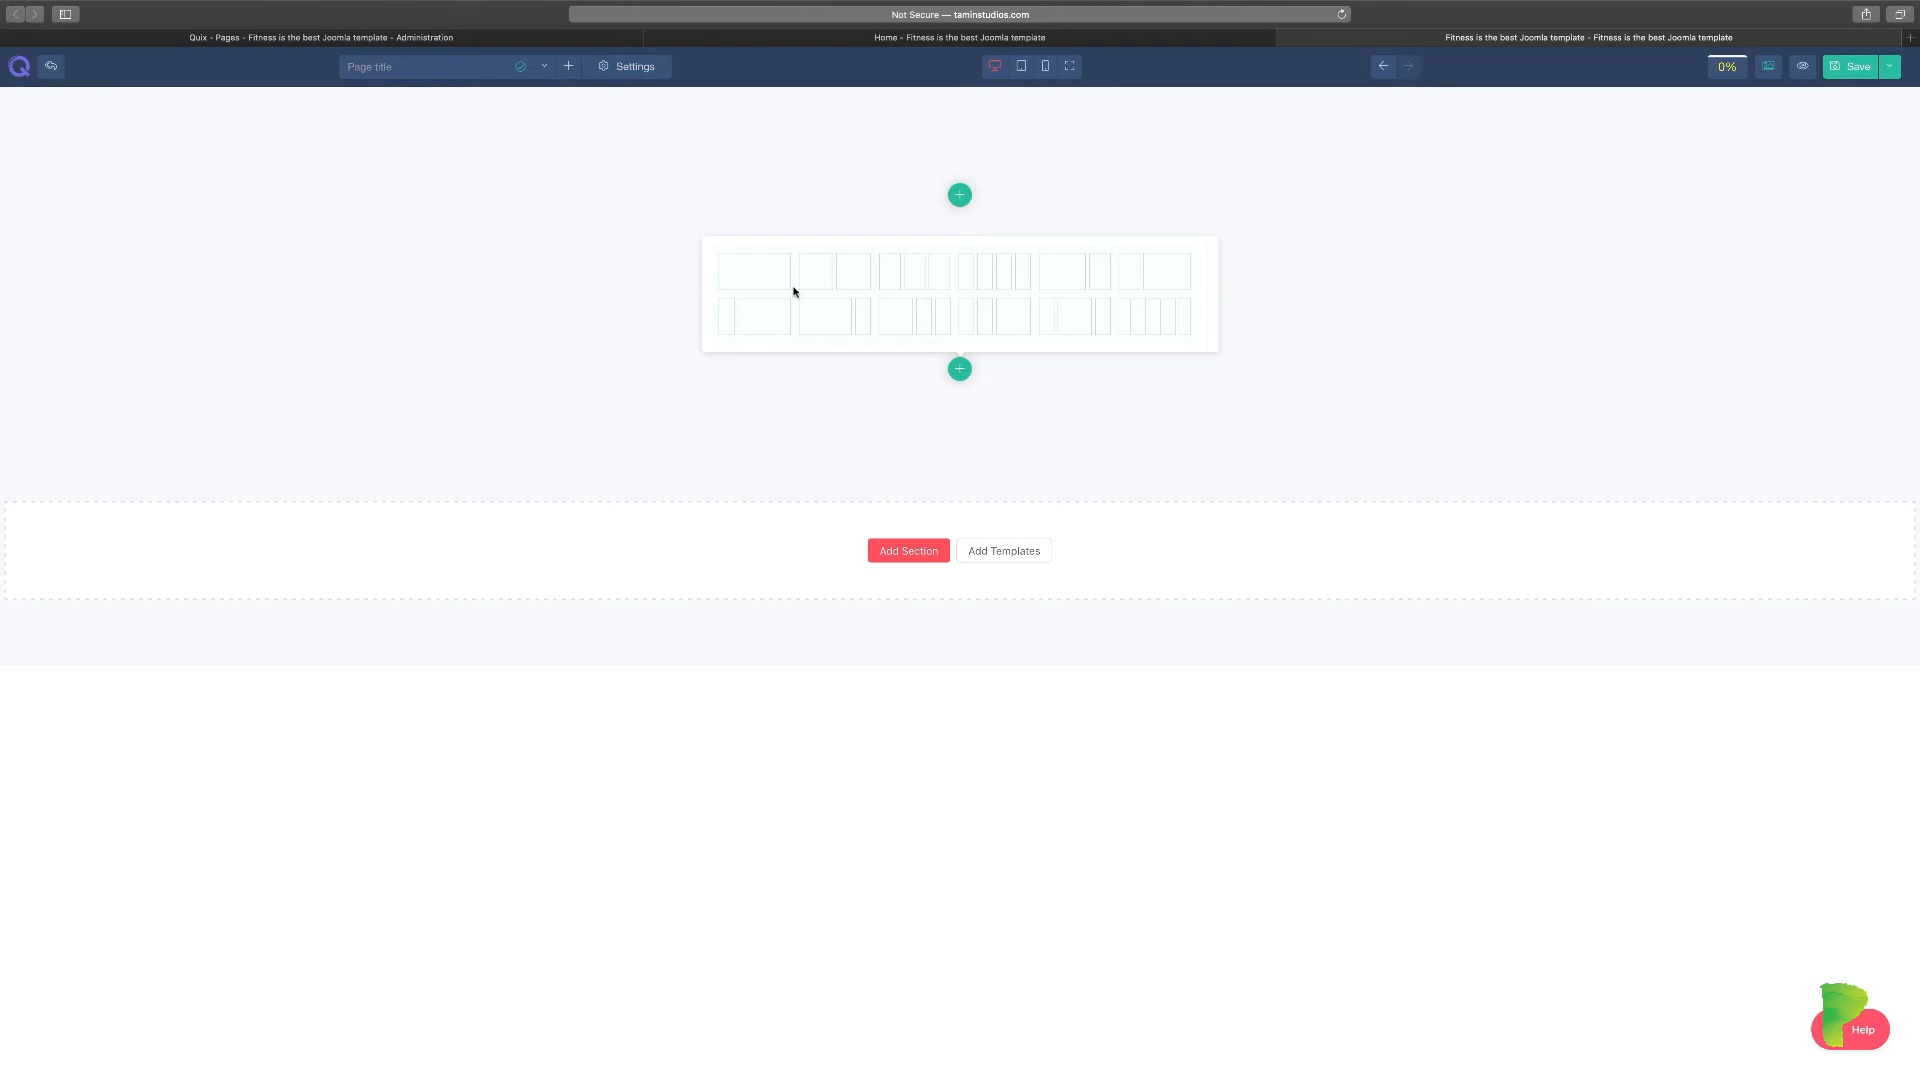 Not Secure — taminstudios.com
Quix - Pages - Fitness is the best Joomla template - Administration
Home - Fitness is the best Joomla template
Fitness is the best Joomla template - Fitness is the best Joomla template
Page title
Settings
0%
Save
Add Section
Add Templates
Help